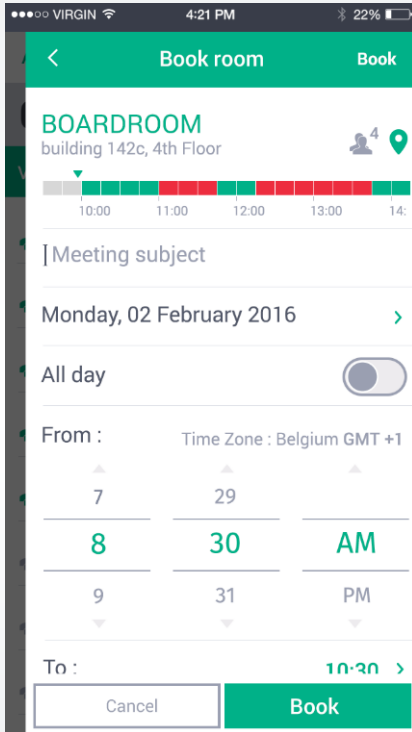 VIRGIN 4:21 PM 22%
Book room Book
BOARDROOM
building 142c, 4th Floor 4
10:00 11:00 12:00 13:00 14:
Meeting subject
Monday, 02 February 2016
All day
From : Time Zone : Belgium GMT +1
7 29
8 30 AM
9 31 PM
To : 10:30
Cancel Book